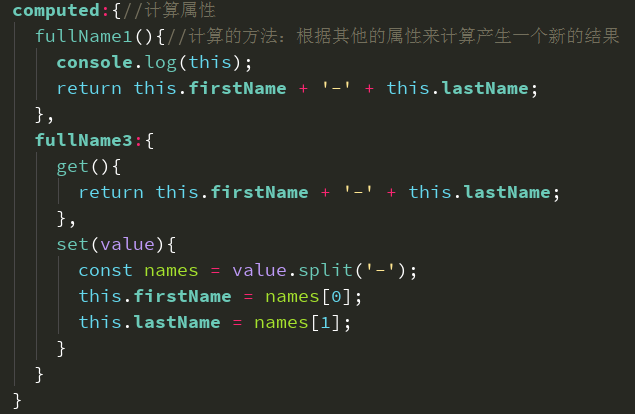 computed:{//计算属性
fullName1(){//计算的方法：根据其他的属性来计算产生一个新的结果
console.log(this);
return this.firstName + '-' + this.lastName;
},
fullName3:{
get(){
return this.firstName + '-' + this.lastName;
},
set(value){
const names = value.split('-');
this.firstName = names[0];
this.lastName = names[1];
}
}
}